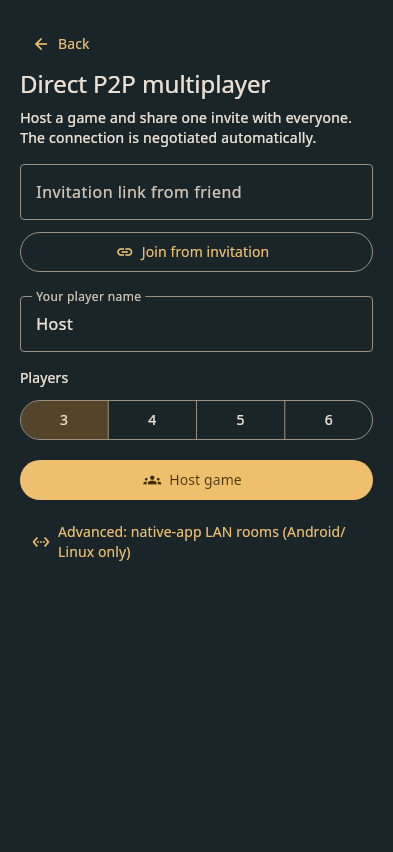 Back
Direct P2P multiplayer
Host a game and share one invite with everyone.
The connection is negotiated automatically.
Invitation link from friend
Join from invitation
Your player name
Host
Players
3 4 5 6
Host game
Advanced: native-app LAN rooms (Android/
Linux only)